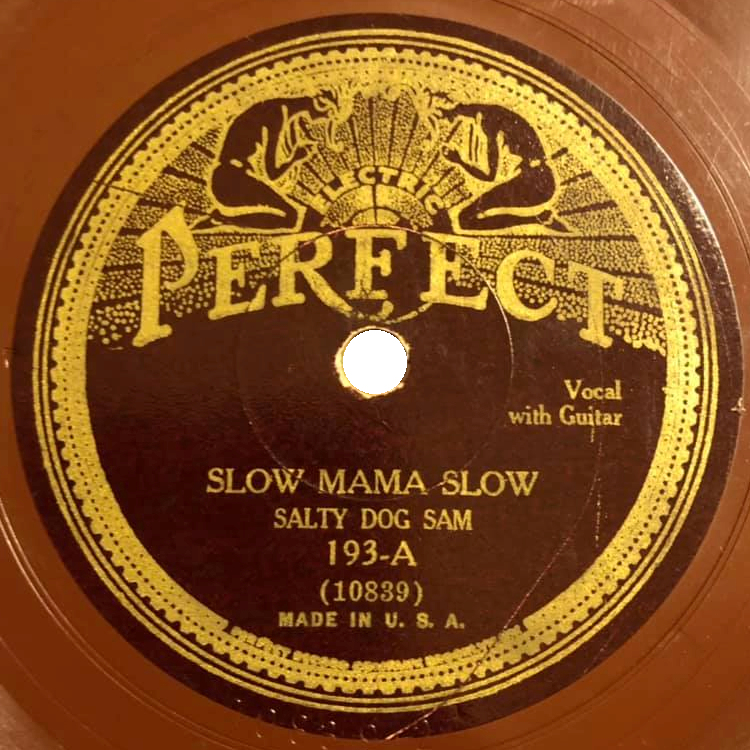 ELECTRIC
PERFECT
Vocal
with Guitar
SLOW MAMA SLOW
SALTY DOG SAM
193-A
(10839)
MADE IN U. S. A.